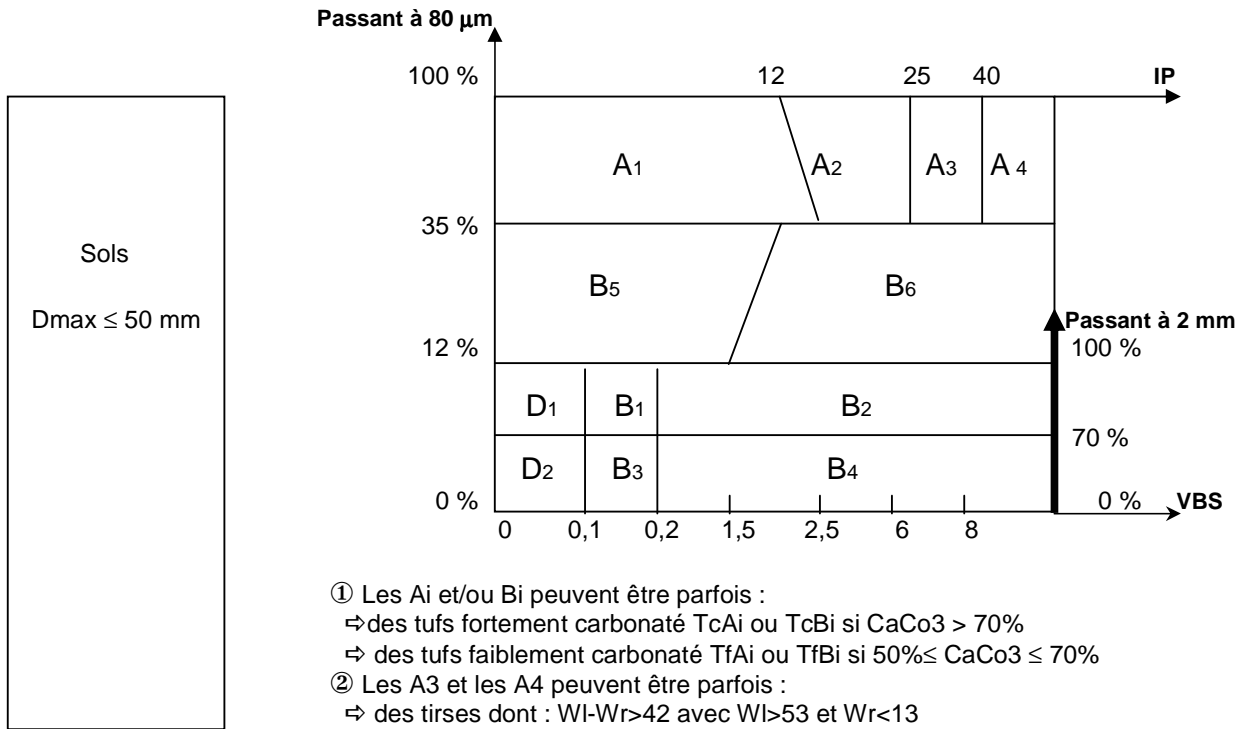 Passant à 80 µm
100 %
12
25
40
IP
A1
A2
A3
A 4
35 %
Sols
Dmax ≤ 50 mm
B5
B6
Passant à 2 mm
12 %
100 %
D1
B1
B2
70 %
D2
B3
B4
0 %
0 %
VBS
0
0,1
0,2
1,5
2,5
6
8
① Les Ai et/ou Bi peuvent être parfois :
⇨des tufs fortement carbonaté TcAi ou TcBi si CaCo3 > 70%
⇨ des tufs faiblement carbonaté TfAi ou TfBi si 50%≤ CaCo3 ≤ 70%
② Les A3 et les A4 peuvent être parfois :
⇨ des tirses dont : Wl-Wr>42 avec Wl>53 et Wr<13